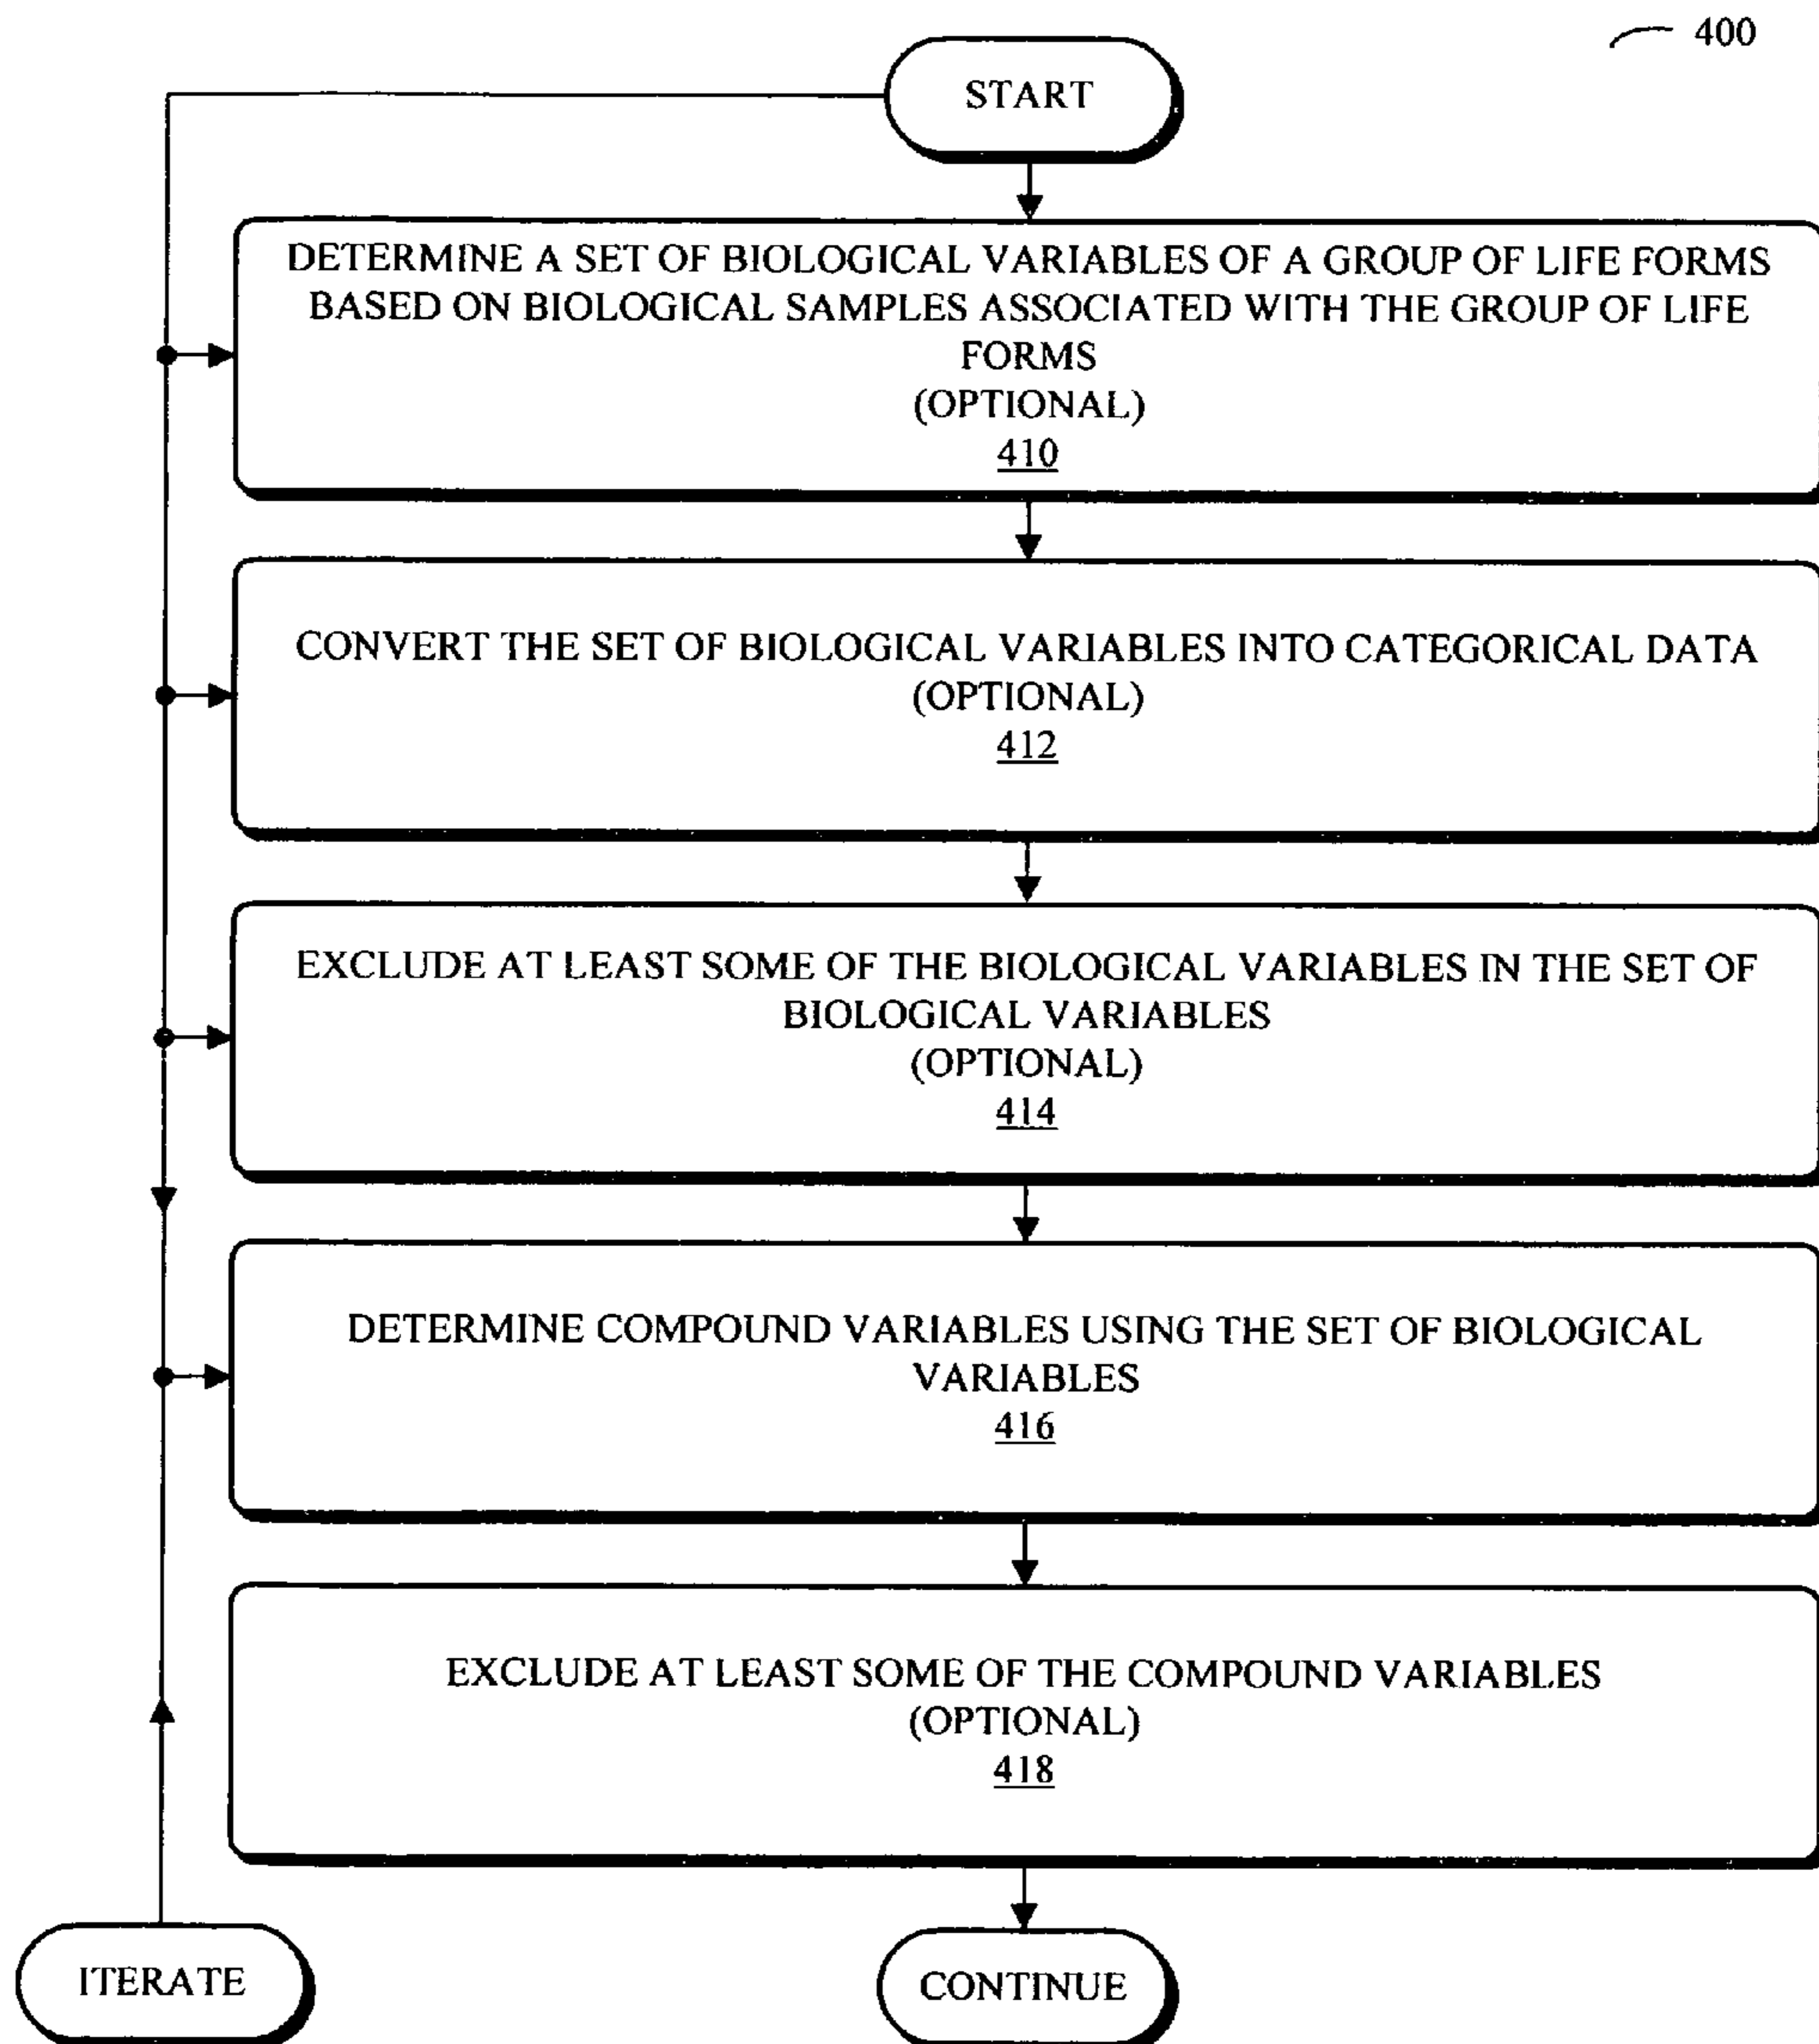 400
START
DETERMINE A SET OF BIOLOGICAL VARIABLES OF A GROUP OF LIFE FORMS
BASED ON BIOLOGICAL SAMPLES ASSOCIATED WITH THE GROUP OF LIFE
FORMS
(OPTIONAL)
410
CONVERT THE SET OF BIOLOGICAL VARIABLES INTO CATEGORICAL DATA
(OPTIONAL)
412
EXCLUDE AT LEAST SOME OF THE BIOLOGICAL VARIABLES IN THE SET OF
BIOLOGICAL VARIABLES
(OPTIONAL)
414
DETERMINE COMPOUND VARIABLES USING THE SET OF BIOLOGICAL
VARIABLES
416
EXCLUDE AT LEAST SOME OF THE COMPOUND VARIABLES
(OPTIONAL)
418
ITERATE
CONTINUE